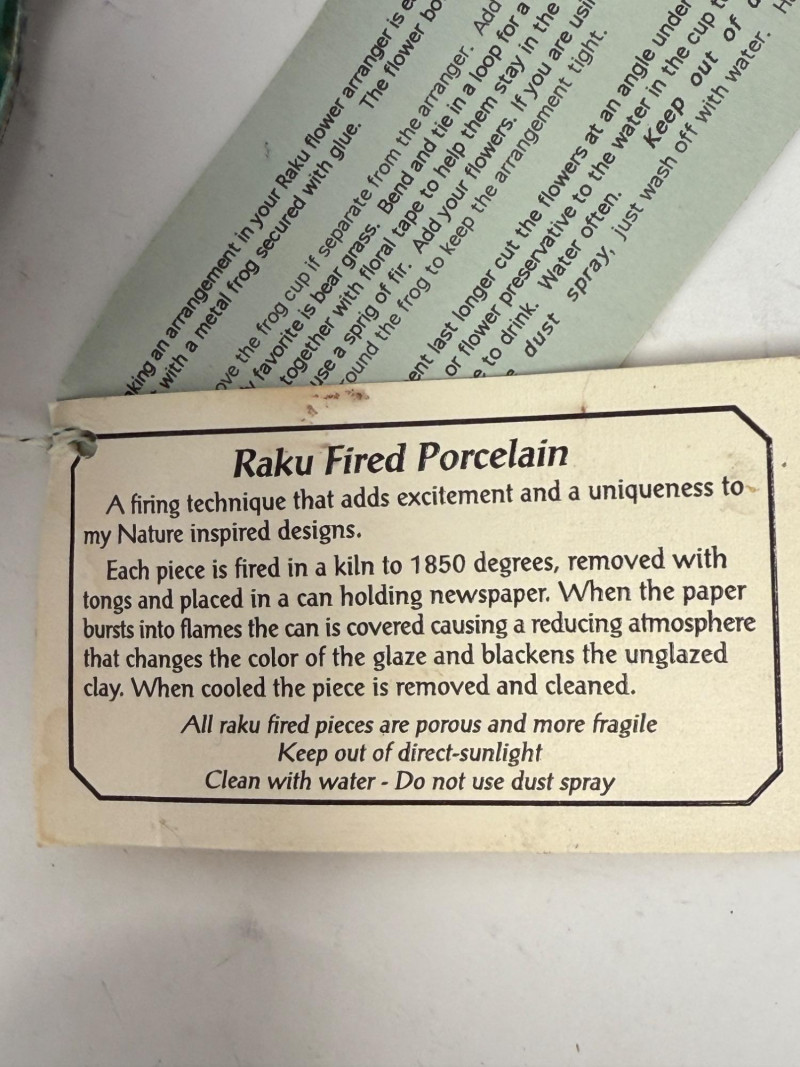 aking an arrangement in your Raku flower arranger is
with a metal frog secured with glue. The flower
ove the frog cup if separate from the arranger. Add
favorite is bear grass. Bend and tie in a loop for a
together with floral tape to help them stay in the
use a sprig of fir. Add your flowers. If you are
ound the frog to keep the arrangement tight.
ent last longer cut the flowers at an angle under
or flower preservative to the water in the cup
to drink. Water often. Keep out of
dust spray, just wash off with water.
Raku Fired Porcelain
A firing technique that adds excitement and a uniqueness to
my Nature inspired designs.
Each piece is fired in a kiln to 1850 degrees, removed with
tongs and placed in a can holding newspaper. When the paper
bursts into flames the can is covered causing a reducing atmosphere
that changes the color of the glaze and blackens the unglazed
clay. When cooled the piece is removed and cleaned.
All raku fired pieces are porous and more fragile
Keep out of direct-sunlight
Clean with water - Do not use dust spray